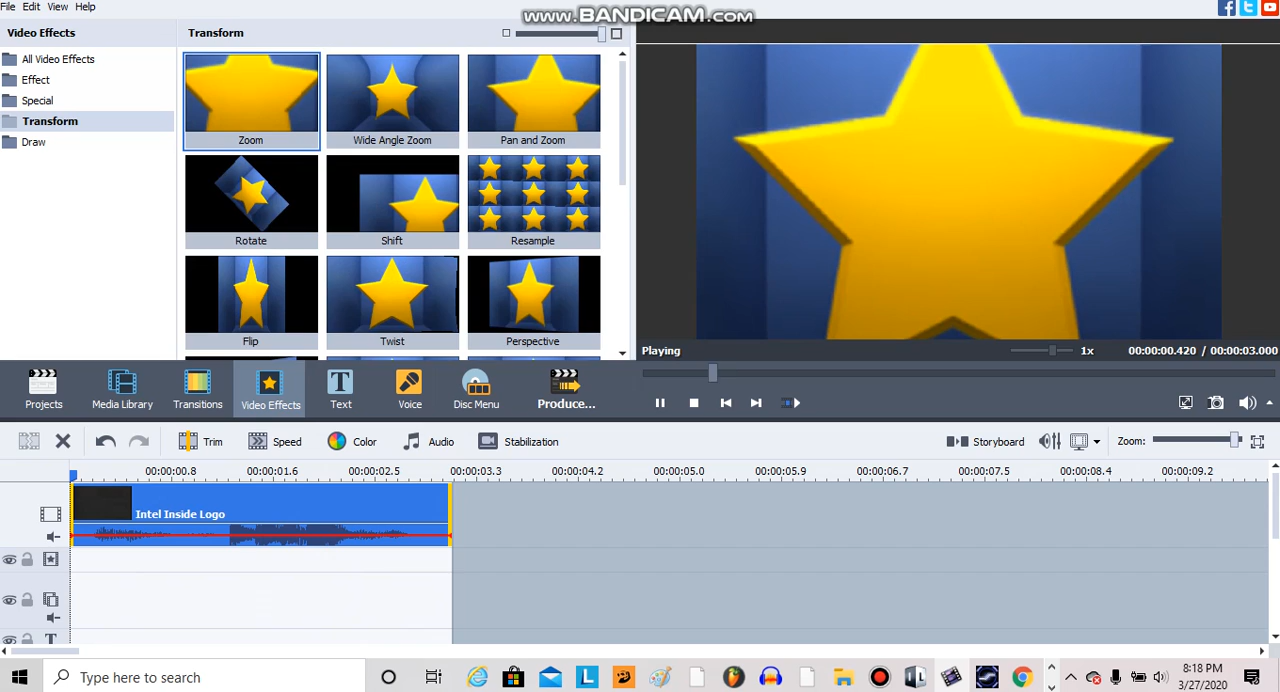 File Edit View Help
www.BANDICAM.com
Video Effects
Transform
All Video Effects
Effect
Special
Transform
Draw
Zoom
Wide Angle Zoom
Pan and Zoom
Rotate
Shift
Resample
Flip
Twist
Perspective
Playing
1x
00:00:00.420 / 00:00:03.000
Projects
Media Library
Transitions
Video Effects
Text
Voice
Disc Menu
Produce...
Trim
Speed
Color
Audio
Stabilization
Storyboard
Zoom:
00:00:00.8 00:00:01.6 00:00:02.5 00:00:03.3 00:00:04.2 00:00:05.0 00:00:05.9 00:00:06.7 00:00:07.5 00:00:08.4 00:00:09.2
Intel Inside Logo
T
Type here to search
8:18 PM
3/27/2020